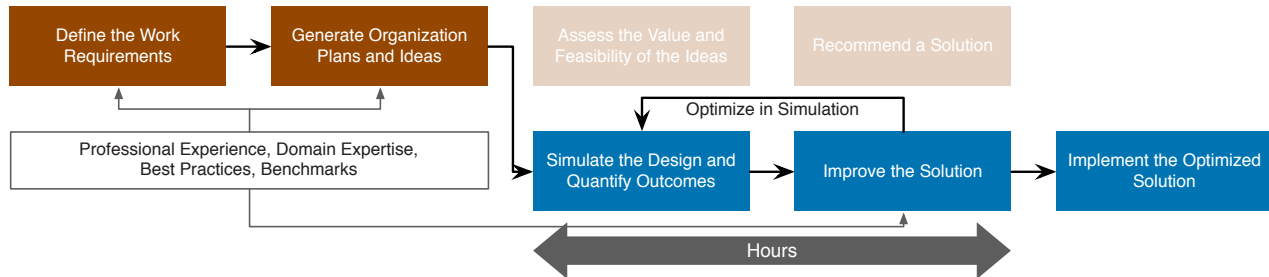 Define the Work
Requirements
Generate Organization
Plans and Ideas
Assess the Value and
Feasibility of the Ideas
Recommend a Solution
Optimize in Simulation
Professional Experience, Domain Expertise,
Best Practices, Benchmarks
Simulate the Design and
Quantify Outcomes
Improve the Solution
Implement the Optimized
Solution
Hours